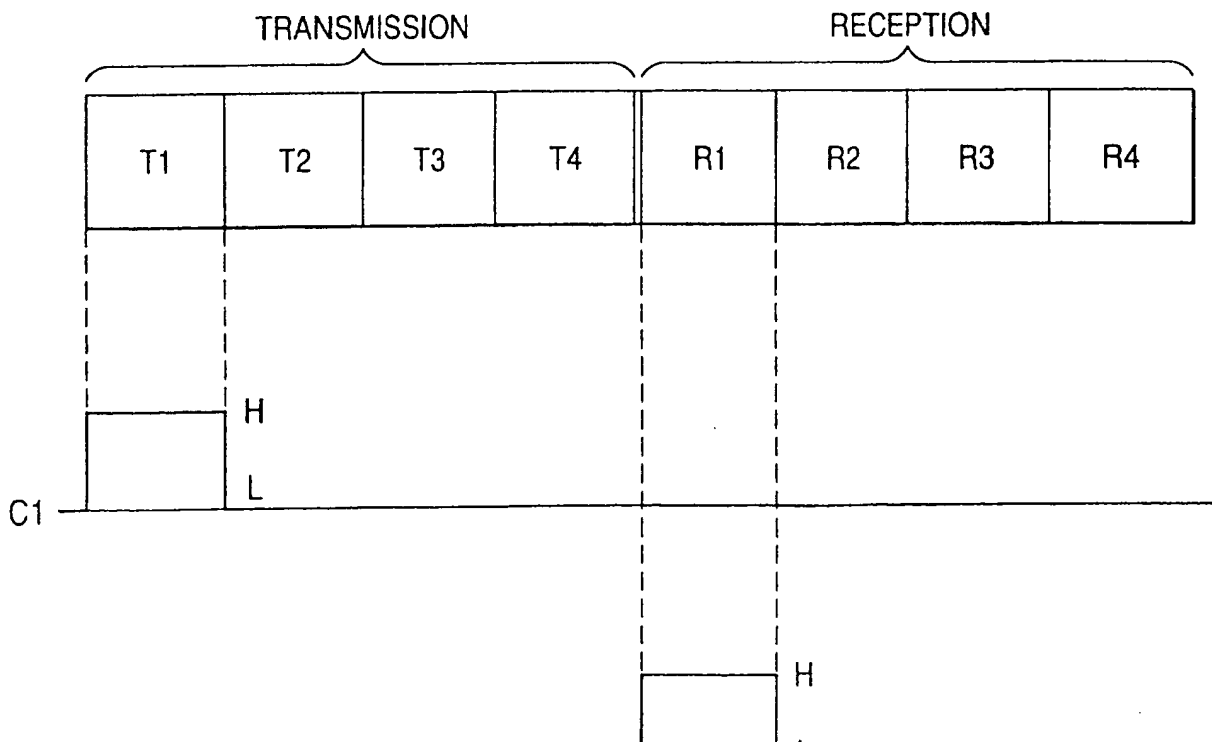 TRANSMISSION RECEPTION
T1 T2 T3 T4 R1 R2 R3 R4
H
L
C1
H